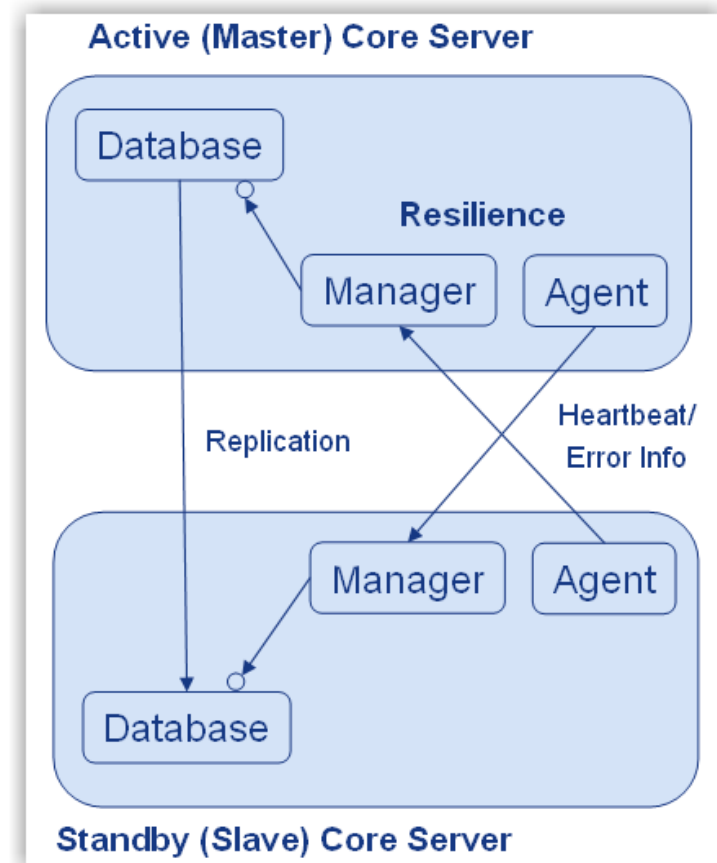 Active (Master) Core Server
Database
Resilience
Manager
Agent
Replication
Heartbeat/
Error Info
Manager
Agent
Database
Standby (Slave) Core Server